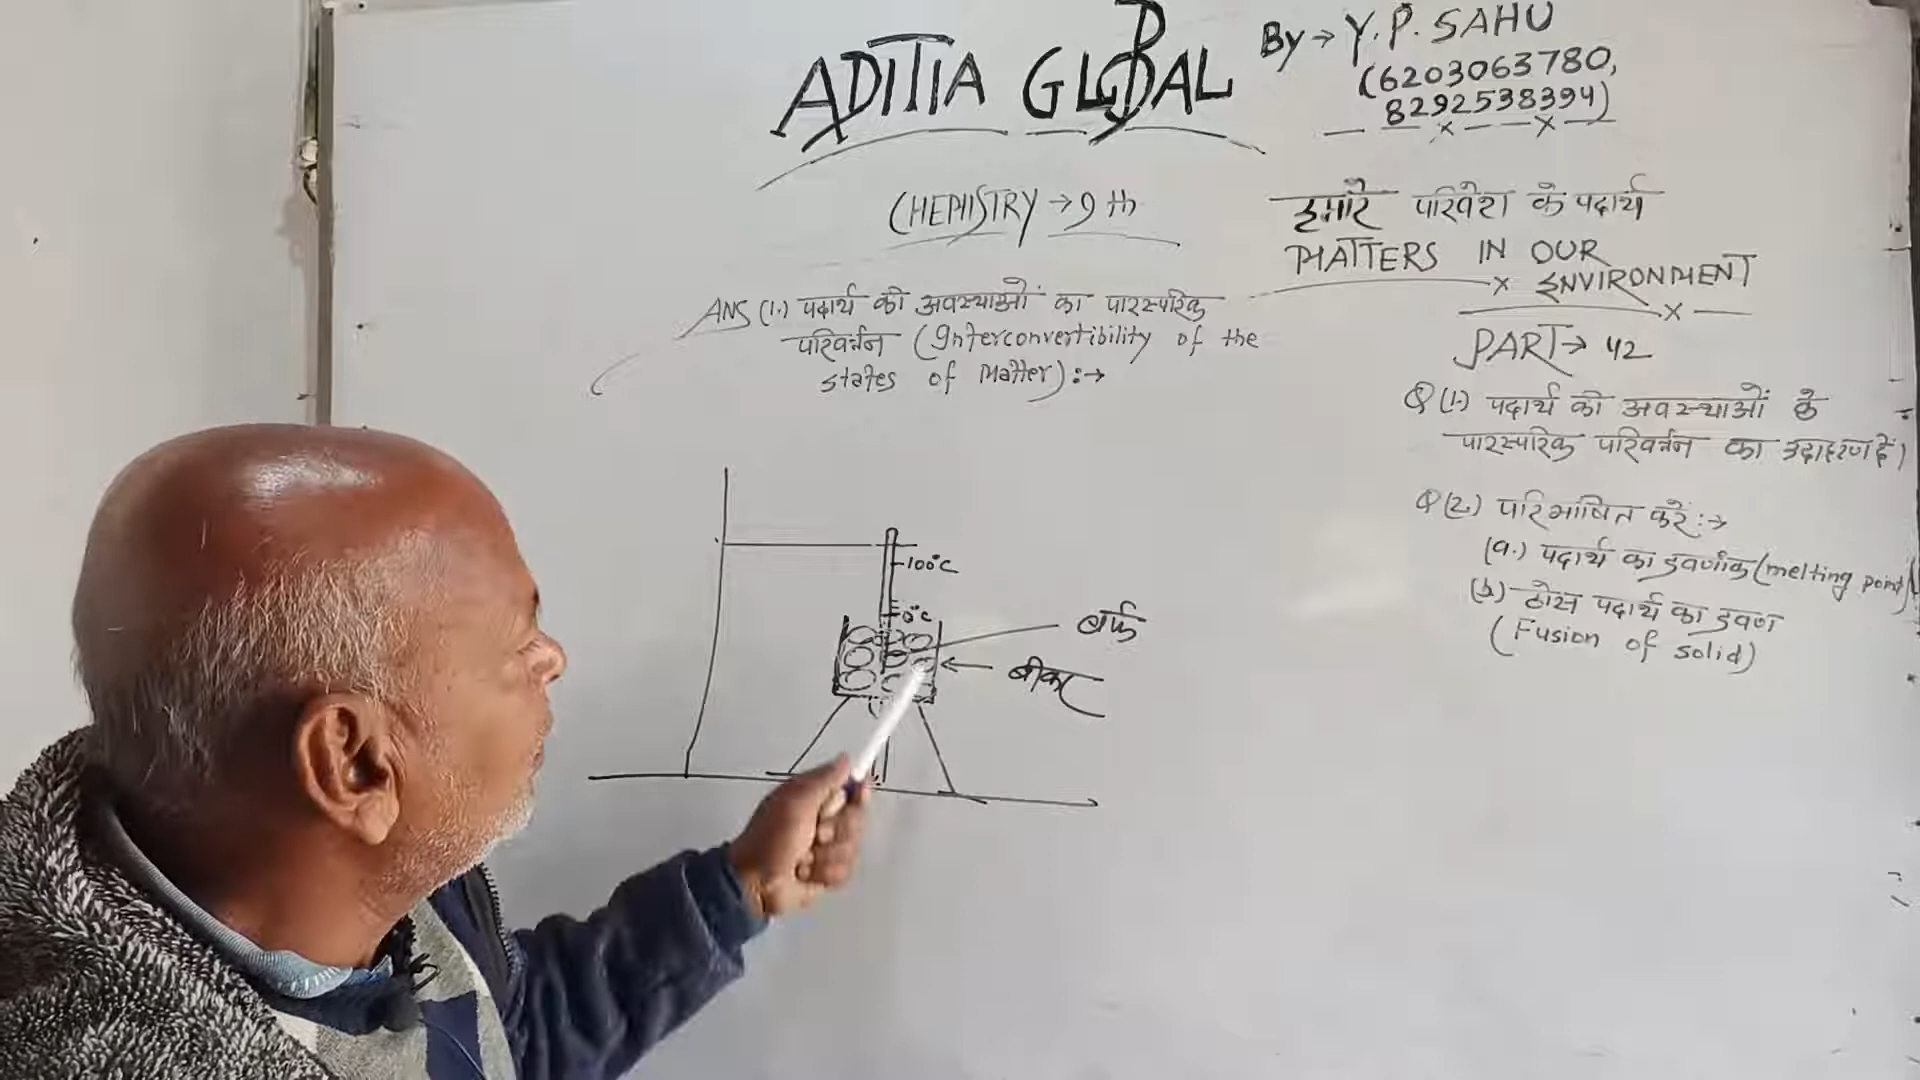 ADITIA GLOBAL
By → Y.P. SAHU
(6203063780,
8292538394)
CHEMISTRY → 9th
हमारे परिवेश के पदार्थ
MATTERS IN OUR
ENVIRONMENT
PART → 42
ANS (1.) पदार्थ की अवस्थाओं का पारस्परिक
परिवर्त्तन (Interconvertibility of the
states of Matter) :→
100°C
0°C
बर्फ
बीकर
Q (1.) पदार्थ की अवस्थाओं के
पारस्परिक परिवर्त्तन का उदाहरण दें।
Q (2.) परिभाषित करें :→
(a.) पदार्थ का द्रवणांक (melting point)
(b.) ठोस पदार्थ का द्रवण
(Fusion of solid)